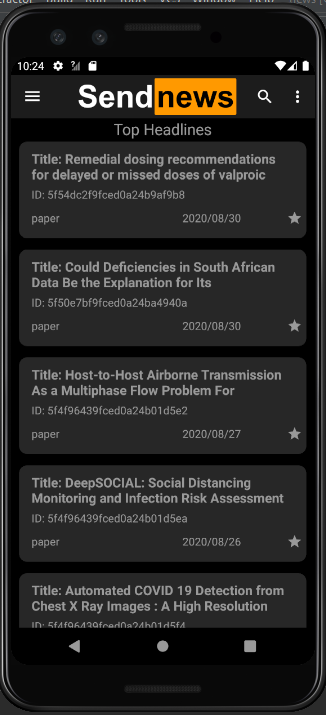 10:24
Sendnews
Top Headlines
Title: Remedial dosing recommendations
for delayed or missed doses of valproic
ID: 5f54dc2f9fced0a24b9af9b8
paper 2020/08/30
Title: Could Deficiencies in South African
Data Be the Explanation for Its
ID: 5f50e7bf9fced0a24ba4940a
paper 2020/08/30
Title: Host-to-Host Airborne Transmission
As a Multiphase Flow Problem For
ID: 5f4f96439fced0a24b01d5e2
paper 2020/08/27
Title: DeepSOCIAL: Social Distancing
Monitoring and Infection Risk Assessment
ID: 5f4f96439fced0a24b01d5ea
paper 2020/08/26
Title: Automated COVID 19 Detection from
Chest X Ray Images : A High Resolution
ID: 5f4f96439fced0a24b01d5f4